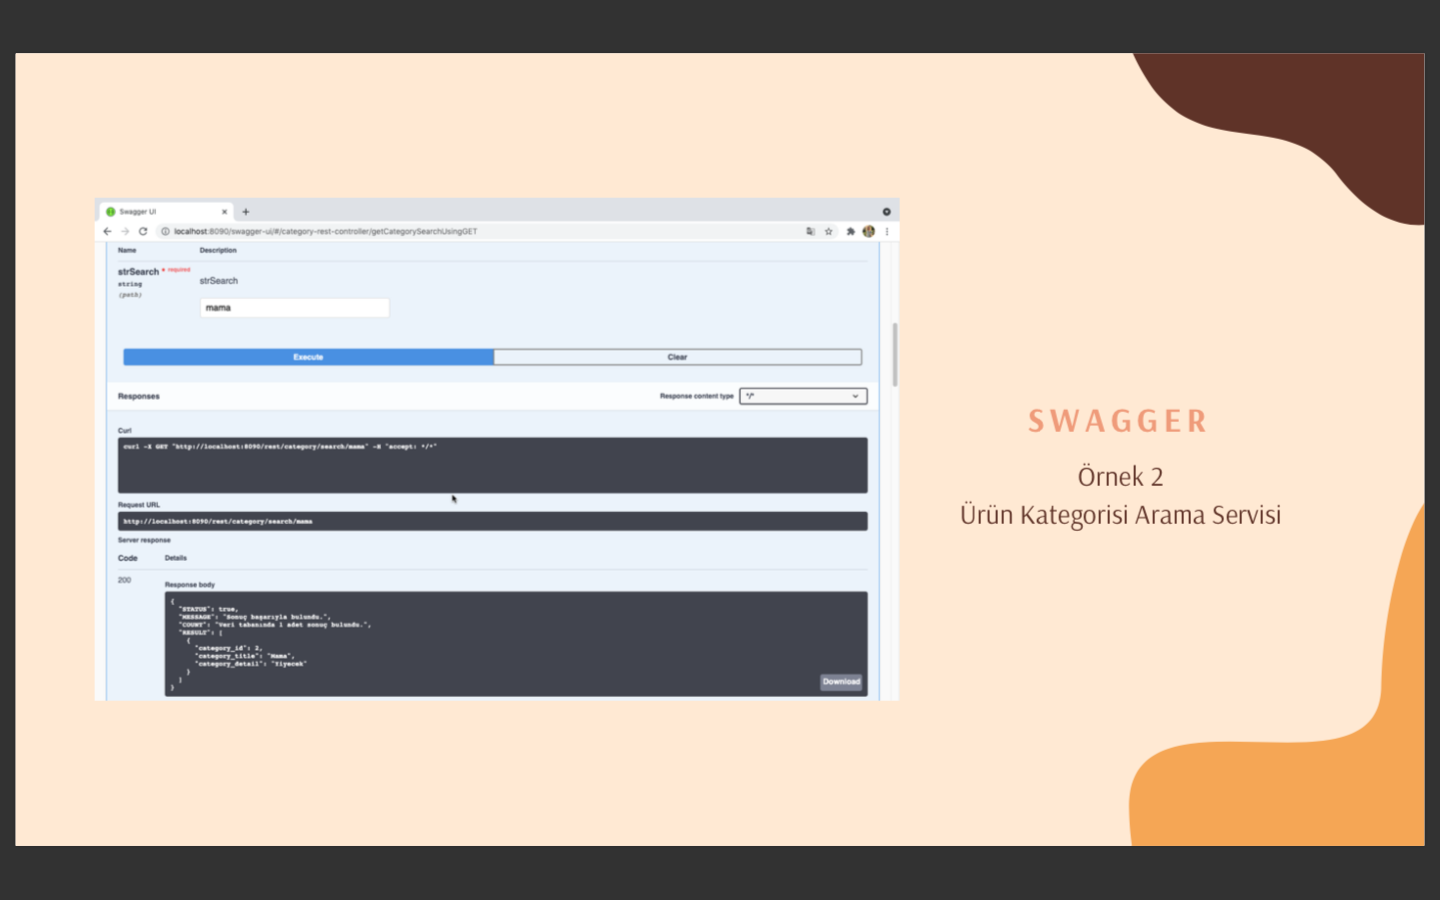 Swagger UI
localhost:8090/swagger-ui/#/category-rest-controller/getCategorySearchUsingGET
Name Description
strSearch * required
string
(path)
strSearch
mama
Execute Clear
Responses
Response content type */*
Curl
curl -X GET "http://localhost:8090/rest/category/search/mama" -H "accept: */*"
Request URL
http://localhost:8090/rest/category/search/mama
Server response
Code Details
200
Response body
{
"STATUS": true,
"MESSAGE": "Sonuç başarıyla bulundu.",
"COUNT": "Veri tabanında 1 adet sonuç bulundu.",
"RESULT": [
{
"category_id": 2,
"category_title": "Mama",
"category_detail": "Yiyecek"
}
]
}
Download
SWAGGER
Örnek 2
Ürün Kategorisi Arama Servisi